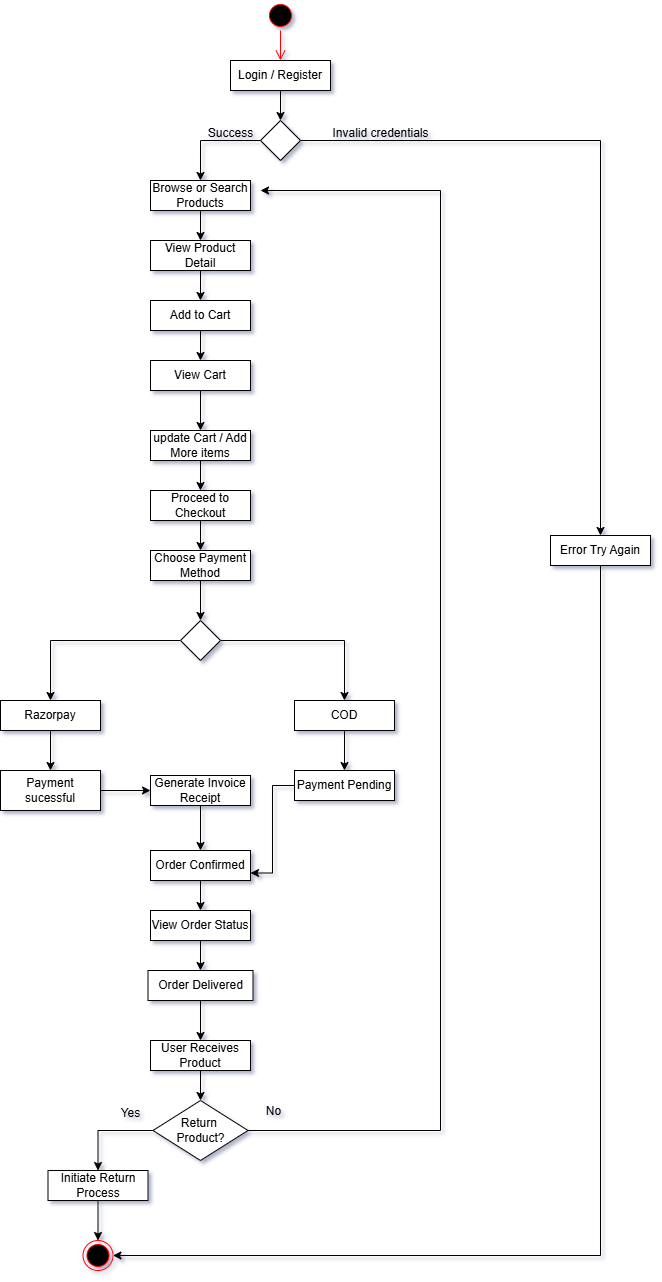 Login / Register
Success
Invalid credentials
Browse or Search
Products
View Product
Detail
Add to Cart
View Cart
update Cart / Add
More items
Proceed to
Checkout
Choose Payment
Method
Error Try Again
Razorpay
COD
Payment
sucessful
Generate Invoice
Receipt
Payment Pending
Order Confirmed
View Order Status
Order Delivered
User Receives
Product
Yes
No
Return
Product?
Initiate Return
Process